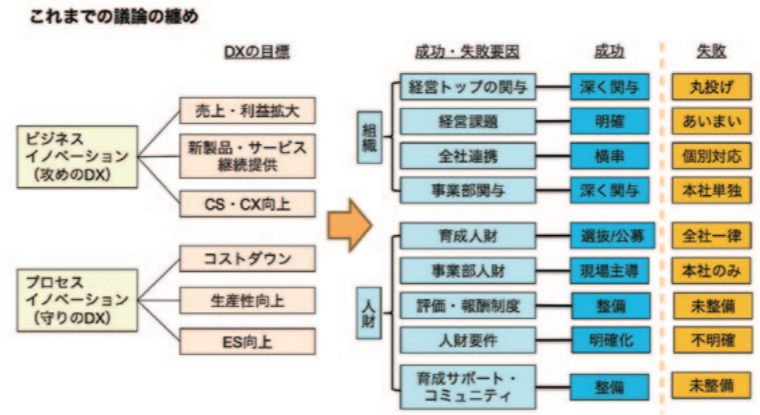 これまでの議論の纏め
DXの目標
ビジネス
イノベーション
（攻めのDX）
売上・利益拡大
新製品・サービス
継続提供
CS・CX向上
プロセス
イノベーション
（守りのDX）
コストダウン
生産性向上
ES向上
成功・失敗要因
成功
失敗
組織
経営トップの関与
深く関与
丸投げ
経営課題
明確
あいまい
全社連携
横串
個別対応
事業部関与
深く関与
本社単独
人財
育成人財
選抜/公募
全社一律
事業部人財
現場主導
本社のみ
評価・報酬制度
整備
未整備
人財要件
明確化
不明確
育成サポート・
コミュニティ
整備
未整備